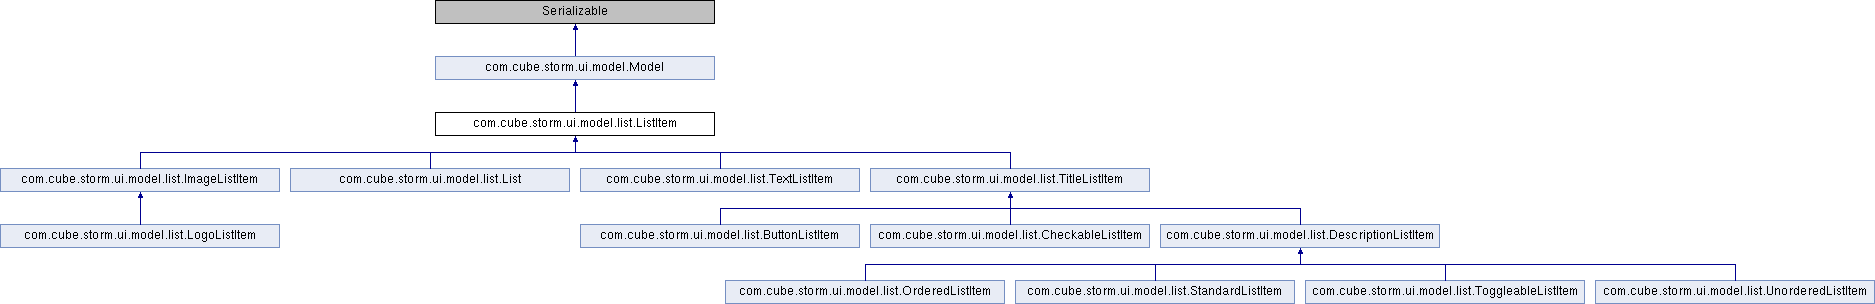 Serializable
com.cube.storm.ui.model.Model
com.cube.storm.ui.model.list.ListItem
com.cube.storm.ui.model.list.ImageListItem
com.cube.storm.ui.model.list.List
com.cube.storm.ui.model.list.TextListItem
com.cube.storm.ui.model.list.TitleListItem
com.cube.storm.ui.model.list.LogoListItem
com.cube.storm.ui.model.list.ButtonListItem
com.cube.storm.ui.model.list.CheckableListItem
com.cube.storm.ui.model.list.DescriptionListItem
com.cube.storm.ui.model.list.OrderedListItem
com.cube.storm.ui.model.list.StandardListItem
com.cube.storm.ui.model.list.ToggleableListItem
com.cube.storm.ui.model.list.UnorderedListItem